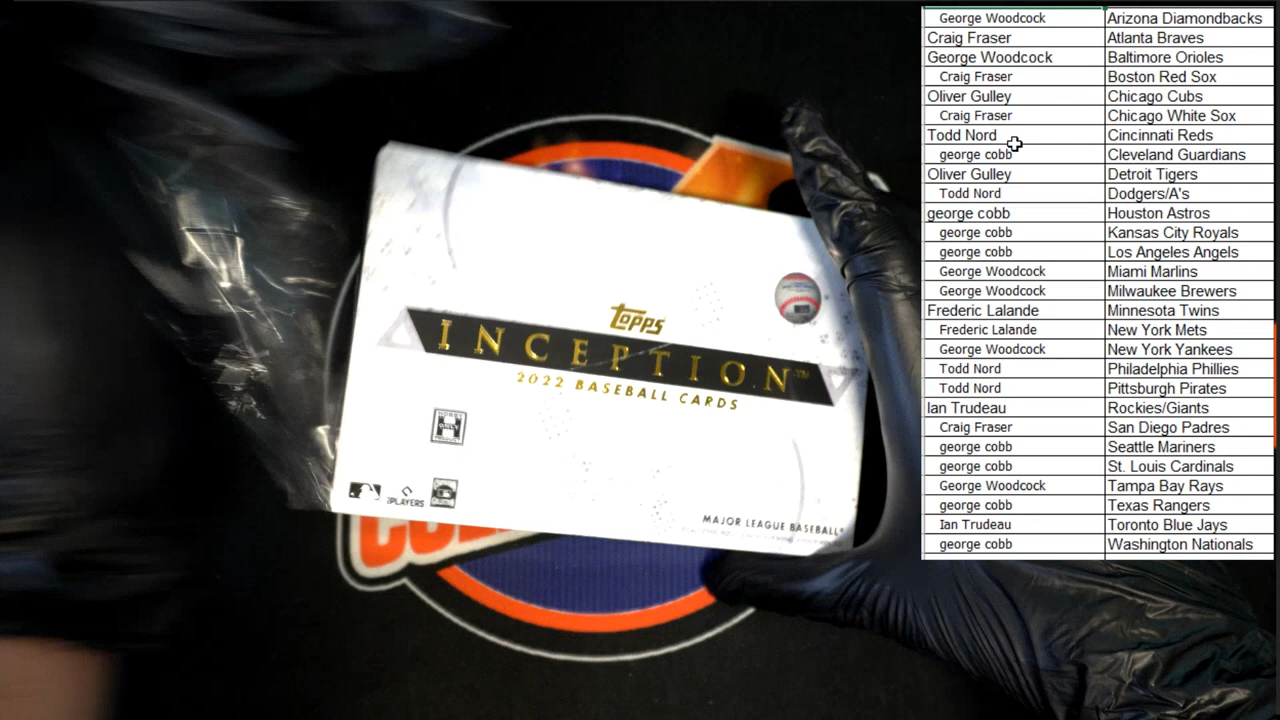 George Woodcock Arizona Diamondbacks
Craig Fraser Atlanta Braves
George Woodcock Baltimore Orioles
Craig Fraser Boston Red Sox
Oliver Gulley Chicago Cubs
Craig Fraser Chicago White Sox
Todd Nord Cincinnati Reds
george cobb Cleveland Guardians
Oliver Gulley Detroit Tigers
Todd Nord Dodgers/A's
george cobb Houston Astros
george cobb Kansas City Royals
george cobb Los Angeles Angels
George Woodcock Miami Marlins
George Woodcock Milwaukee Brewers
Frederic Lalande Minnesota Twins
Frederic Lalande New York Mets
George Woodcock New York Yankees
Todd Nord Philadelphia Phillies
Todd Nord Pittsburgh Pirates
Ian Trudeau Rockies/Giants
Craig Fraser San Diego Padres
george cobb Seattle Mariners
george cobb St. Louis Cardinals
George Woodcock Tampa Bay Rays
george cobb Texas Rangers
Ian Trudeau Toronto Blue Jays
george cobb Washington Nationals
Topps
INCEPTION™
2022 BASEBALL CARDS
HOBBY
ONLY
PRODUCT
PLAYERS
MAJOR LEAGUE BASEBALL®